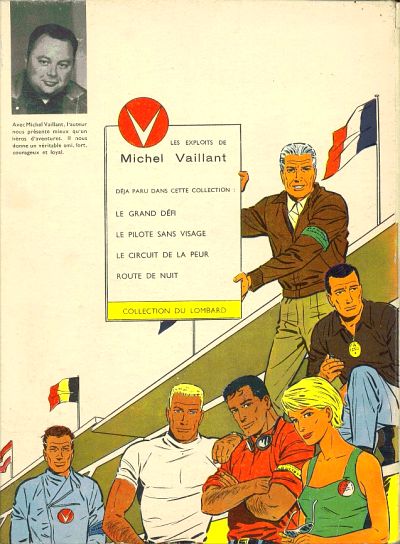 Avec Michel Vaillant, l'auteur
nous présente mieux qu'un
héros d'aventures. Il nous
donne un véritable ami, fort,
courageux et loyal.
V
LES EXPLOITS DE
Michel Vaillant
DÉJA PARU DANS CETTE COLLECTION :
LE GRAND DÉFI
LE PILOTE SANS VISAGE
LE CIRCUIT DE LA PEUR
ROUTE DE NUIT
COLLECTION DU LOMBARD
V
V